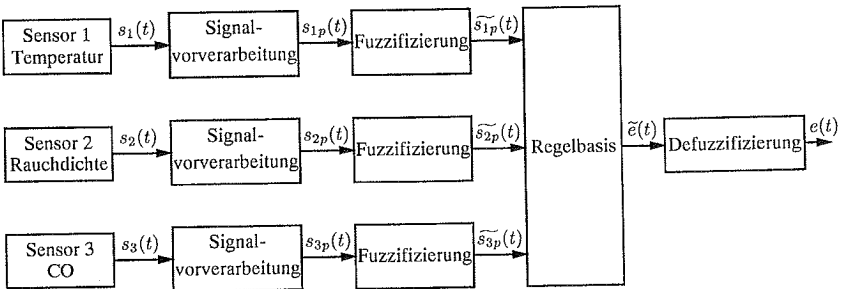 Sensor 1
Temperatur
s₁(t)
Signal-
vorverarbeitung
s₁ₚ(t)
Fuzzifizierung
s̃₁ₚ(t)
Sensor 2
Rauchdichte
s₂(t)
Signal-
vorverarbeitung
s₂ₚ(t)
Fuzzifizierung
s̃₂ₚ(t)
Regelbasis
ẽ(t)
Defuzzifizierung
e(t)
Sensor 3
CO
s₃(t)
Signal-
vorverarbeitung
s₃ₚ(t)
Fuzzifizierung
s̃₃ₚ(t)